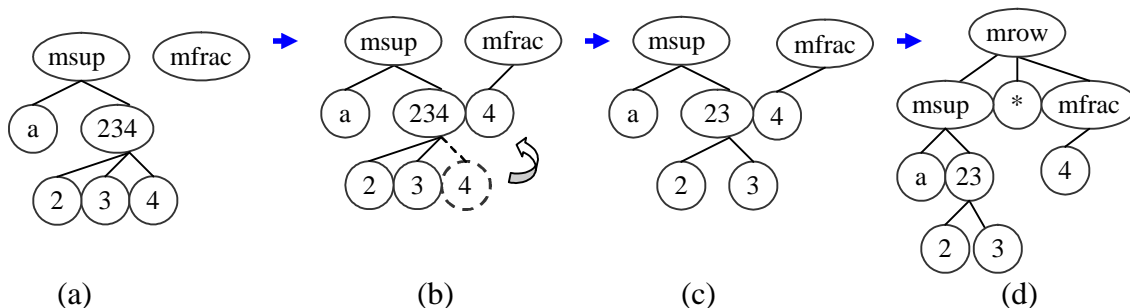 msup mfrac
a 234
2 3 4
(a)
msup mfrac
a 234 4
2 3 4
(b)
msup mfrac
a 23 4
2 3
(c)
mrow
msup * mfrac
a 23 4
2 3
(d)